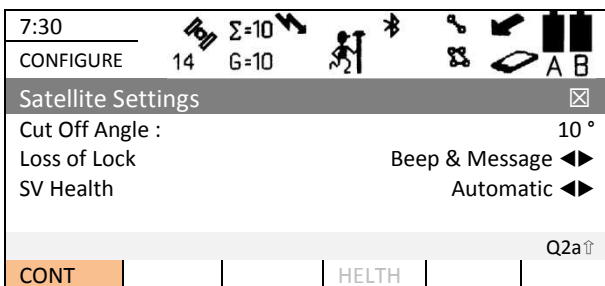 7:30 Σ=10
CONFIGURE 14 G=10 2 A B
Satellite Settings
Cut Off Angle : 10 °
Loss of Lock Beep & Message ◀▶
SV Health Automatic ◀▶
Q2a⇧
CONT HELTH